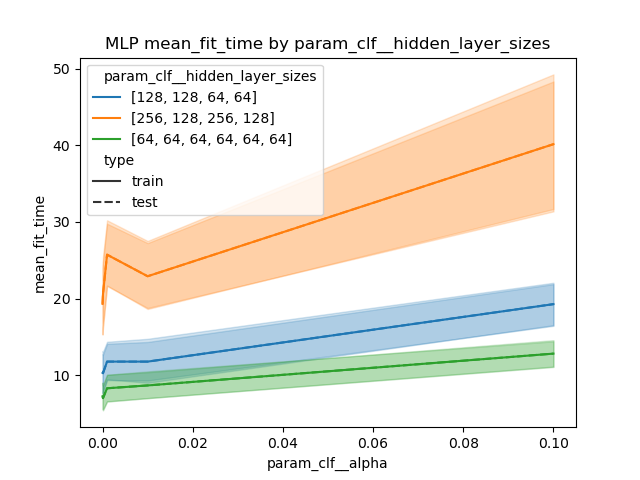 MLP mean_fit_time by param_clf__hidden_layer_sizes
50
40
30
20
10
mean_fit_time
param_clf__hidden_layer_sizes
[128, 128, 64, 64]
[256, 128, 256, 128]
[64, 64, 64, 64, 64, 64]
type
train
test
0.00 0.02 0.04 0.06 0.08 0.10
param_clf__alpha